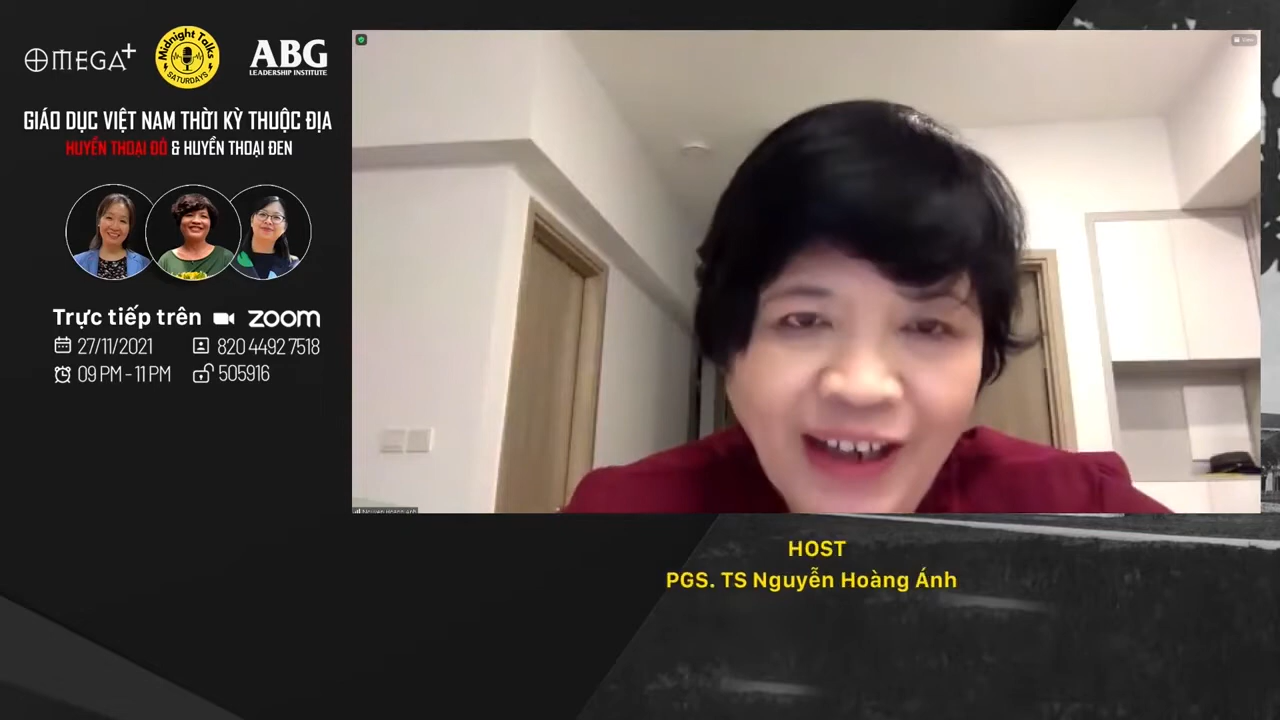 OMEGA+
Midnight Talks
SATURDAYS
ABG
LEADERSHIP INSTITUTE
GIÁO DỤC VIỆT NAM THỜI KỲ THUỘC ĐỊA
HUYỀN THOẠI ĐỎ & HUYỀN THOẠI ĐEN
Trực tiếp trên zoom
27/11/2021 820 4492 7518
09 PM - 11 PM 505916
HOST
PGS. TS Nguyễn Hoàng Ánh